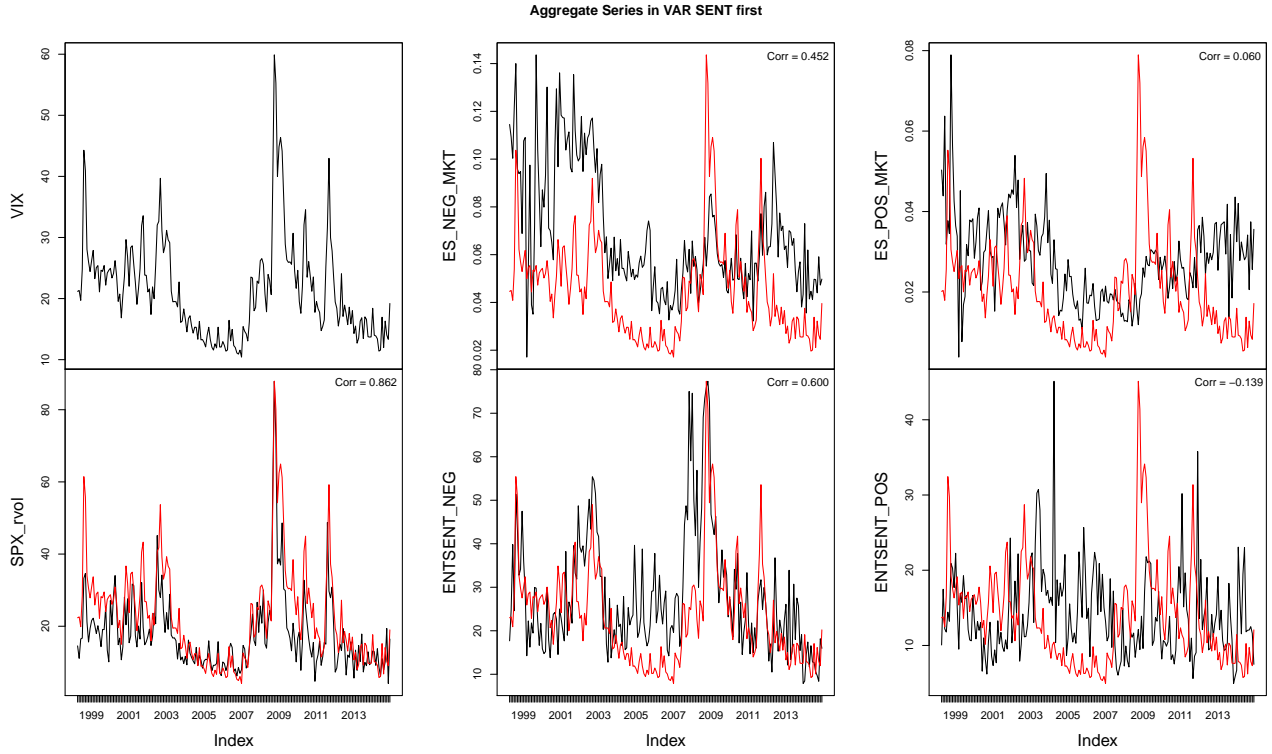 Aggregate Series in VAR SENT first
VIX
60
50
40
30
20
10
ES_NEG_MKT
0.14
0.12
0.10
0.08
0.06
0.04
0.02
Corr = 0.452
ES_POS_MKT
0.08
0.06
0.04
0.02
Corr = 0.060
SPX_rvol
80
60
40
20
Corr = 0.862
1999 2001 2003 2005 2007 2009 2011 2013
Index
ENTSENT_NEG
80
70
60
50
40
30
20
10
Corr = 0.600
1999 2001 2003 2005 2007 2009 2011 2013
Index
ENTSENT_POS
40
30
20
10
Corr = −0.139
1999 2001 2003 2005 2007 2009 2011 2013
Index